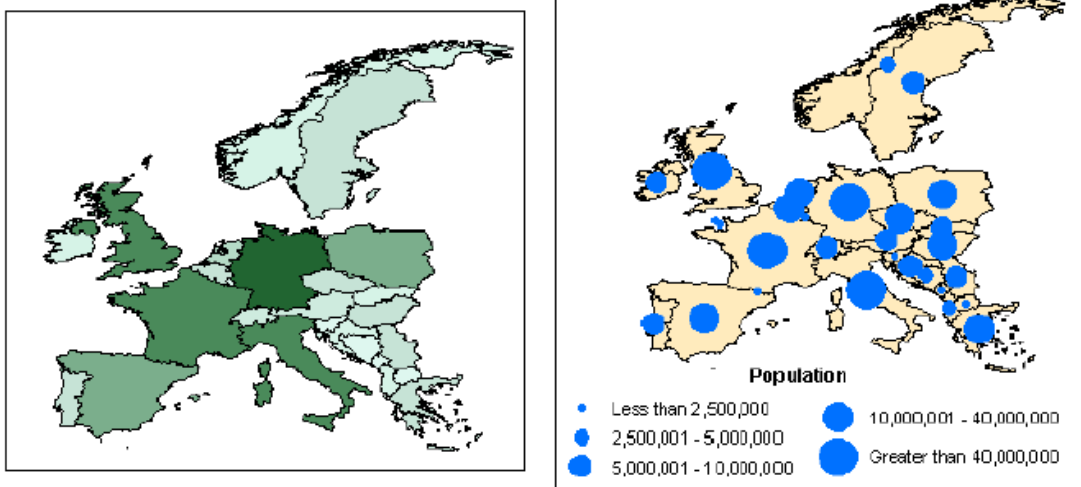 Population
Less than 2,500,000
2,500,001 - 5,000,000
5,000,001 - 10,000,000
10,000,001 - 40,000,000
Greater than 40,000,000